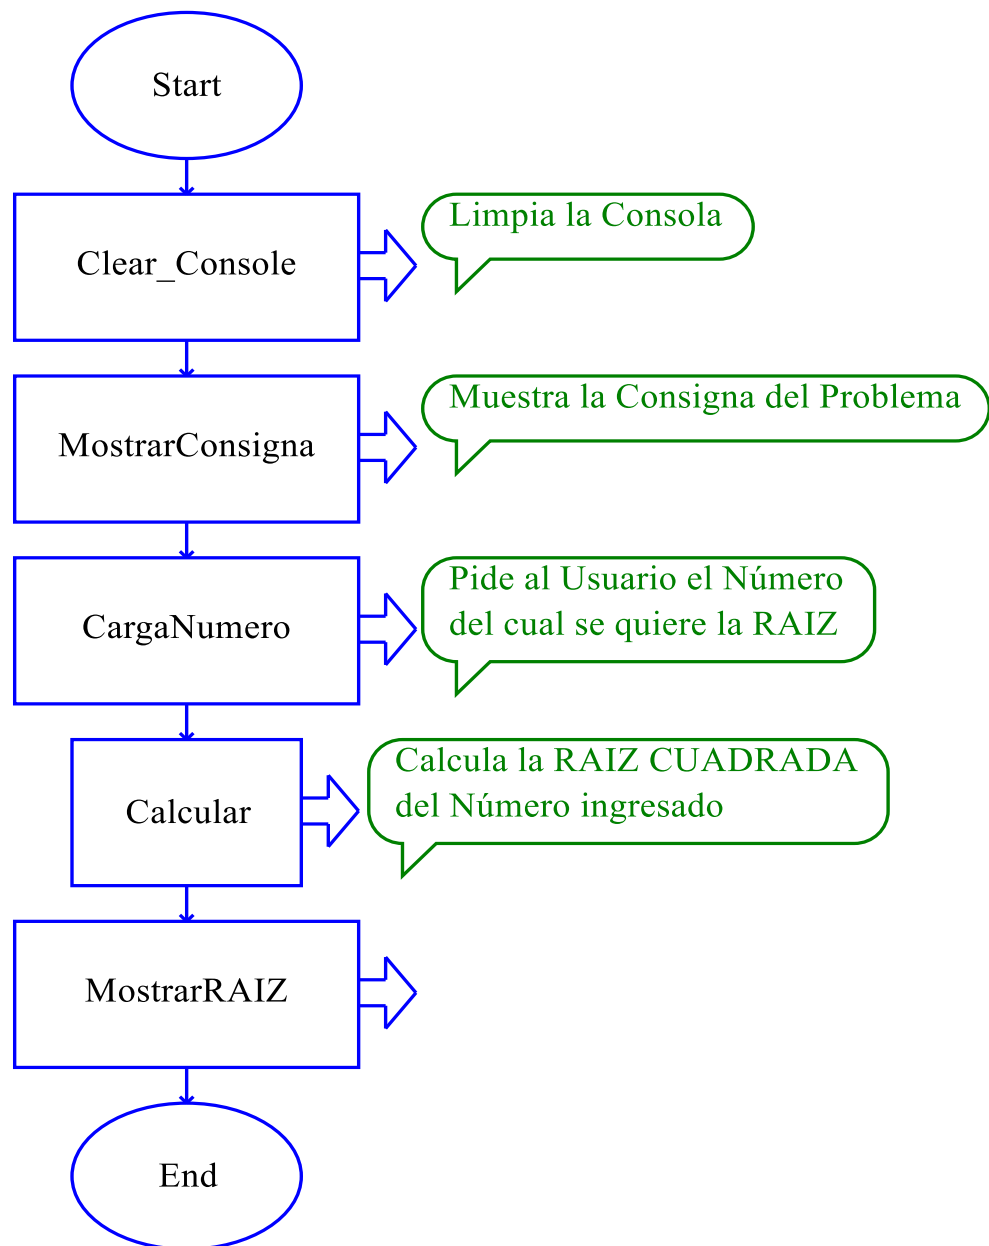 Start
Clear_Console
Limpia la Consola
MostrarConsigna
Muestra la Consigna del Problema
CargaNumero
Pide al Usuario el Número
del cual se quiere la RAIZ
Calcular
Calcula la RAIZ CUADRADA
del Número ingresado
MostrarRAIZ
End